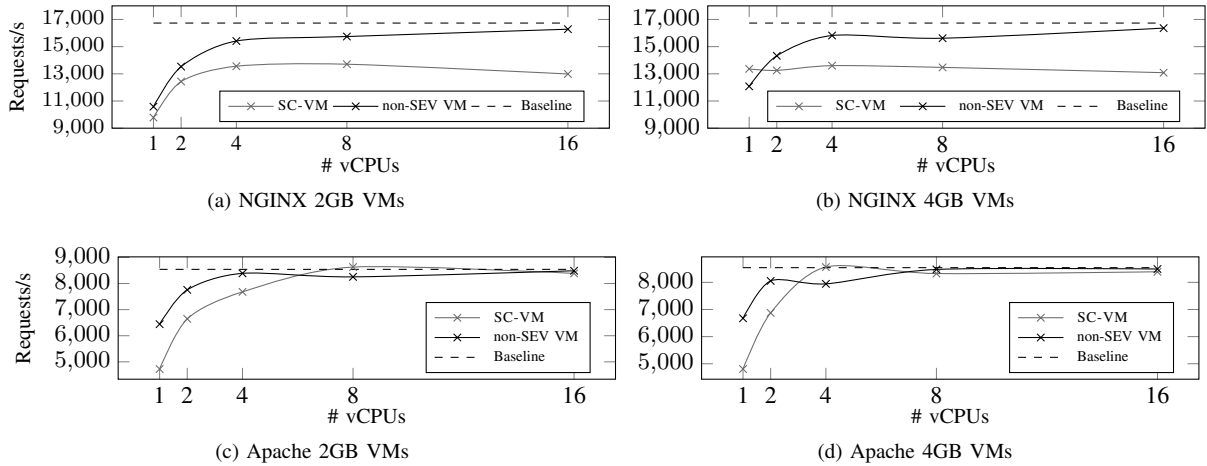 17,000
15,000
13,000
11,000
9,000
Requests/s
SC-VM non-SEV VM Baseline
1 2 4 8 16
# vCPUs
(a) NGINX 2GB VMs
17,000
15,000
13,000
11,000
9,000
SC-VM non-SEV VM Baseline
1 2 4 8 16
# vCPUs
(b) NGINX 4GB VMs
9,000
8,000
7,000
6,000
5,000
Requests/s
SC-VM
non-SEV VM
Baseline
1 2 4 8 16
# vCPUs
(c) Apache 2GB VMs
8,000
7,000
6,000
5,000
SC-VM
non-SEV VM
Baseline
1 2 4 8 16
# vCPUs
(d) Apache 4GB VMs